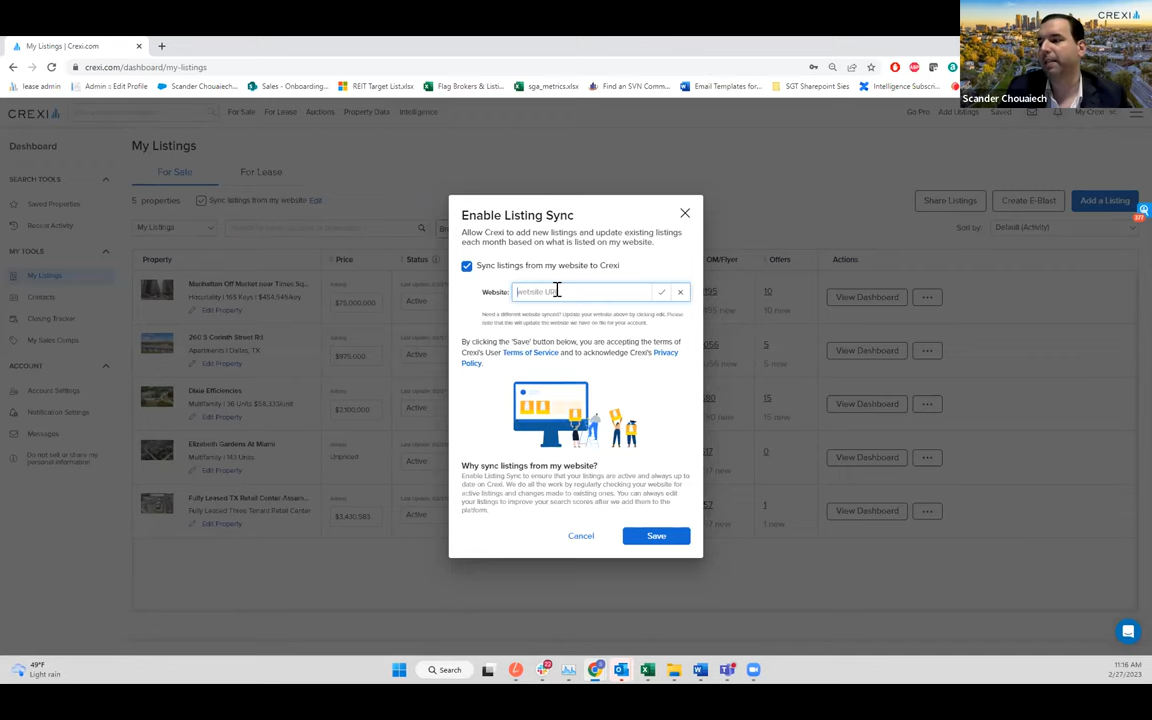 CREXI
My Listings | Crexi.com
crexi.com/dashboard/my-listings
lease admin
Admin :: Edit Profile
Scander Chouaiech...
Sales - Onboarding...
REIT Target List.xlsx
Flag Brokers & Listi...
sga_metrics.xlsx
Find an SVN Comm...
Email Templates for...
SGT Sharepoint Sies
Intelligence Subscri...
Scander Chouaiech
CREXI
For Sale
For Lease
Auctions
Property Data
Intelligence
Go Pro
Add Listings
Saved
My Crexi
Dashboard
My Listings
For Sale
For Lease
SEARCH TOOLS
5 properties
Sync listings from my website
Edit
Share Listings
Create E-Blast
Add a Listing
377
Saved Properties
Recent Activity
My Listings
Sort by:
Default (Activity)
MY TOOLS
My Listings
Contacts
Closing Tracker
My Sales Comps
ACCOUNT
Account Settings
Notification Settings
Messages
Do not sell or share my
personal information
Property
Price
Status
OM/Flyer
Offers
Actions
Manhattan Off Market near Times Sq...
Hospitality | 165 Keys | $454,545/key
Edit Property
$75,000,000
Active
10
10 new
View Dashboard
260 S Corinth Street Rd
Apartments | Dallas, TX
Edit Property
$975,000
Active
5
5 new
View Dashboard
Dixie Efficiencies
Multifamily | 36 Units $58,333/unit
Edit Property
$2,100,000
Active
15
15 new
View Dashboard
Elizabeth Gardens At Miami
Multifamily | 143 Units
Edit Property
Unpriced
Active
0
View Dashboard
Fully Leased TX Retail Center Assum...
Fully Leased Three Tenant Retail Center
Edit Property
$3,430,583
Active
1
1 new
View Dashboard
Enable Listing Sync
Allow Crexi to add new listings and update existing listings
each month based on what is listed on my website.
Sync listings from my website to Crexi
Website:
website URL
Need a different website synced? Update your website above by clicking edit. Please
note that this will update the website we have on file for your account.
By clicking the 'Save' button below, you are accepting the terms of
Crexi's User Terms of Service and to acknowledge Crexi's Privacy
Policy.
Why sync listings from my website?
Enable Listing Sync to ensure that your listings are active and always up to
date on Crexi. We do all the work by regularly checking your website for
active listings and changes made to existing ones. You can always edit
your listings to improve your search scores after we add them to the
platform.
Cancel
Save
49°F
Light rain
Search
23
11:16 AM
2/27/2023